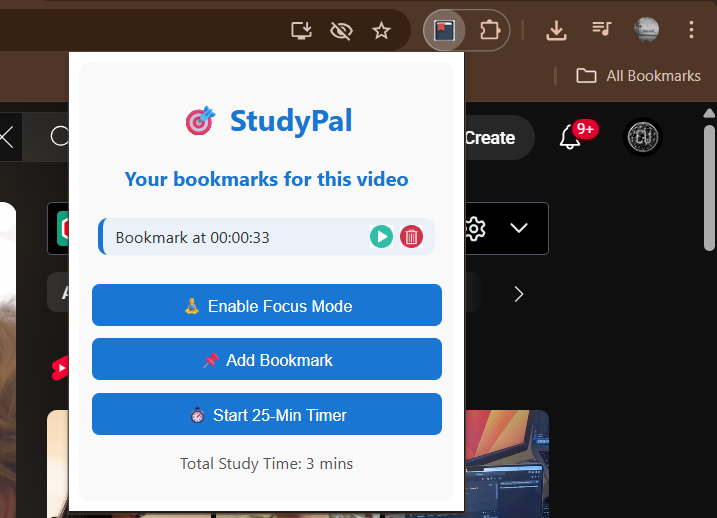 All Bookmarks
StudyPal
Create
9+
Your bookmarks for this video
Bookmark at 00:00:33
Enable Focus Mode
Add Bookmark
Start 25-Min Timer
Total Study Time: 3 mins